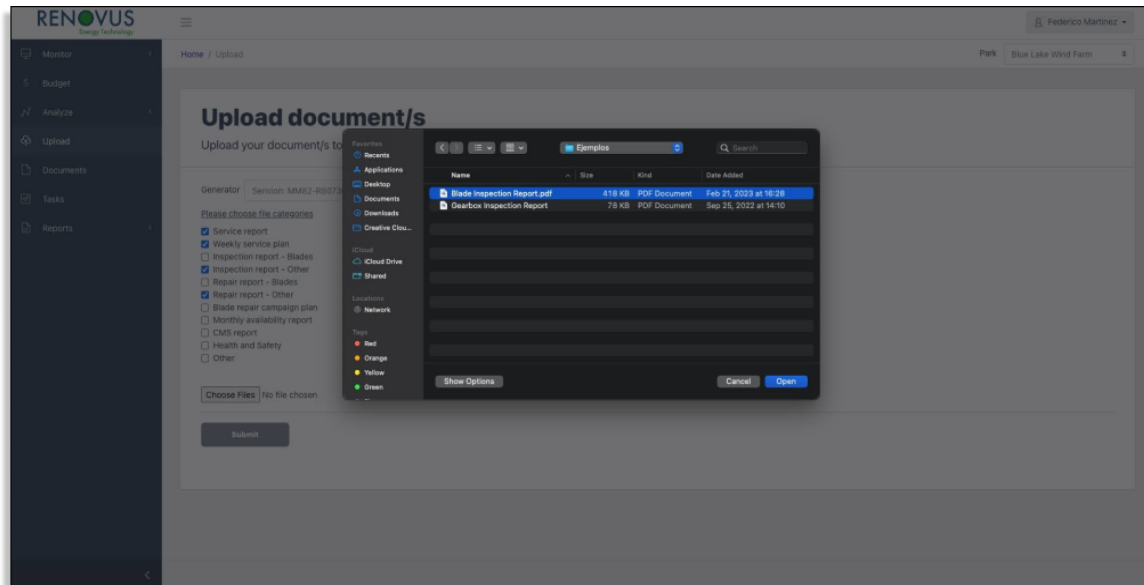 RENOVUS
Energy Technology
Federico Martinez
Monitor
Home / Upload
Park Blue Lake Wind Farm
Budget
Analyze
Upload
Documents
Tasks
Reports
Upload document/s
Upload your document/s to
Generator
Please choose file categories
Service report
Weekly service plan
Inspection report - Blades
Inspection report - Other
Repair report - Blades
Repair report - Other
Blade repair campaign plan
Monthly availability report
CMS report
Health and Safety
Other
Choose Files No file chosen
Submit
Favorites
Recents
Applications
Desktop
Documents
Downloads
Creative Clou...
iCloud
iCloud Drive
Shared
Locations
Network
Tags
Red
Orange
Yellow
Green
Ejemplos
Search
Name Size Kind Date Added
Blade Inspection Report.pdf 418 KB PDF Document Feb 21, 2023 at 16:28
Gearbox Inspection Report 78 KB PDF Document Sep 25, 2022 at 14:10
Show Options
Cancel Open